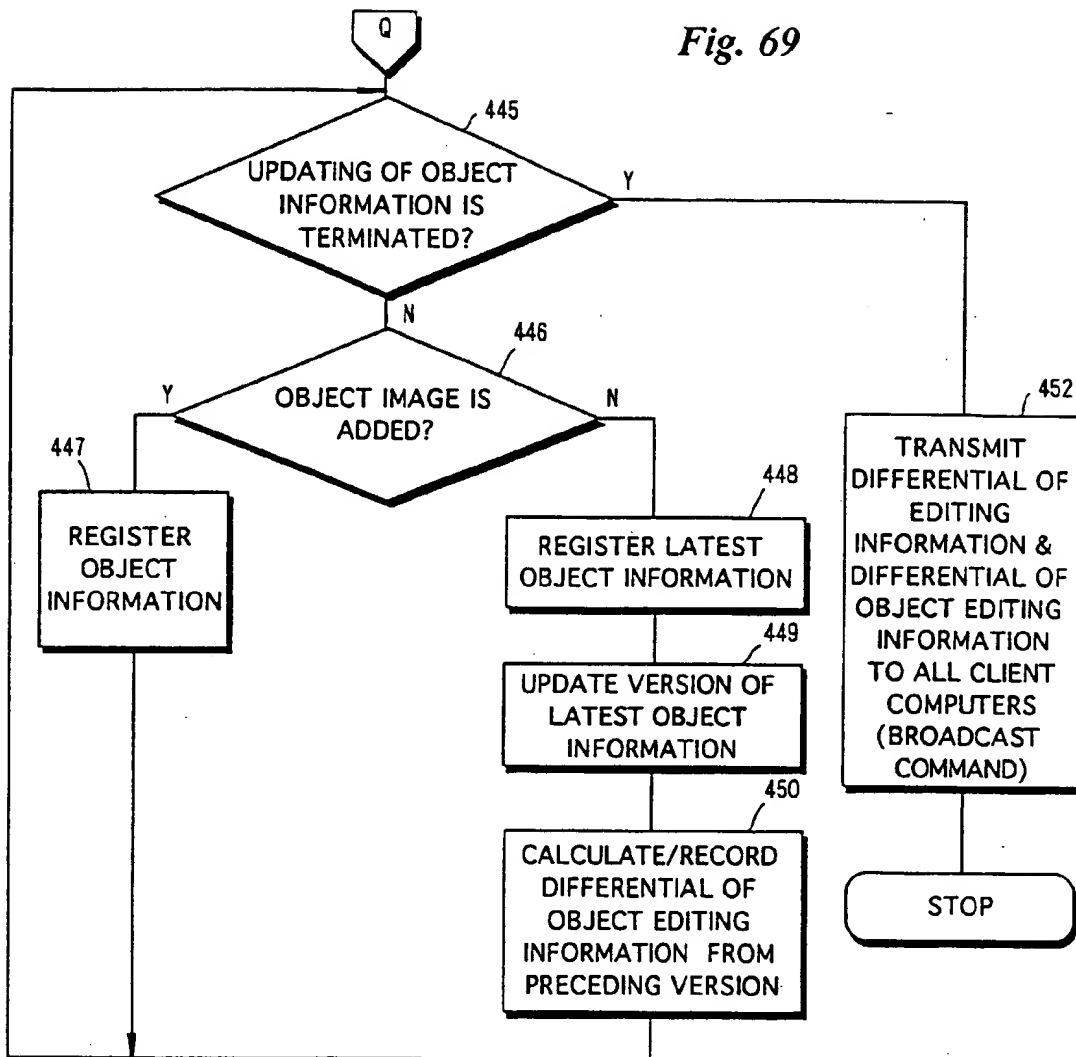 Q
Fig. 69
445
UPDATING OF OBJECT
INFORMATION IS
TERMINATED?
Y
N
446
OBJECT IMAGE IS
ADDED?
Y
N
447
REGISTER
OBJECT
INFORMATION
448
REGISTER LATEST
OBJECT INFORMATION
449
UPDATE VERSION OF
LATEST OBJECT
INFORMATION
450
CALCULATE/RECORD
DIFFERENTIAL OF
OBJECT EDITING
INFORMATION FROM
PRECEDING VERSION
452
TRANSMIT
DIFFERENTIAL OF
EDITING
INFORMATION &
DIFFERENTIAL OF
OBJECT EDITING
INFORMATION
TO ALL CLIENT
COMPUTERS
(BROADCAST
COMMAND)
STOP